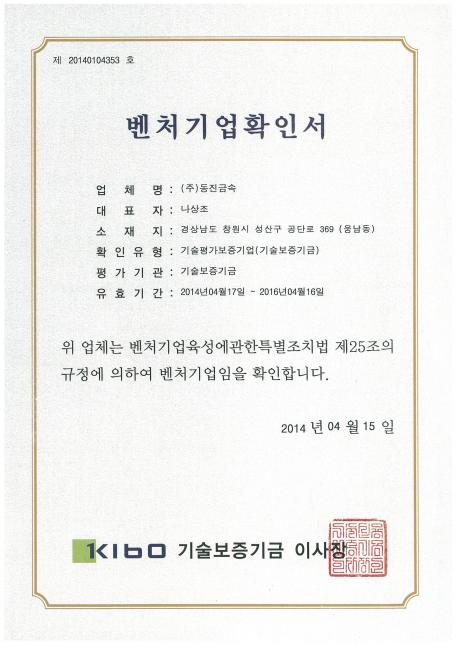 제 20140104353 호
벤처기업확인서
업 체 명 : (주)동진금속
대 표 자 : 나상조
소 재 지 : 경상남도 창원시 성산구 공단로 369 (웅남동)
확 인 유 형 : 기술평가보증기업(기술보증기금)
평 가 기 관 : 기술보증기금
유 효 기 간 : 2014년04월17일 ~ 2016년04월16일
위 업체는 벤처기업육성에관한특별조치법 제25조의
규정에 의하여 벤처기업임을 확인합니다.
2014 년 04 월 15 일
KIBO 기술보증기금 이사장